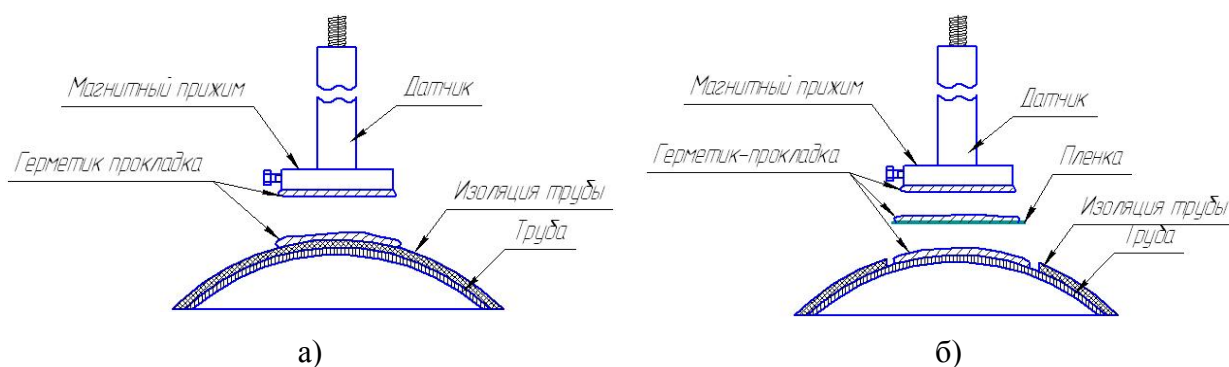 Магнитный прижим
Датчик
Герметик прокладка
Изоляция трубы
Труба
а)
Магнитный прижим
Датчик
Герметик-прокладка
Пленка
Изоляция трубы
Труба
б)